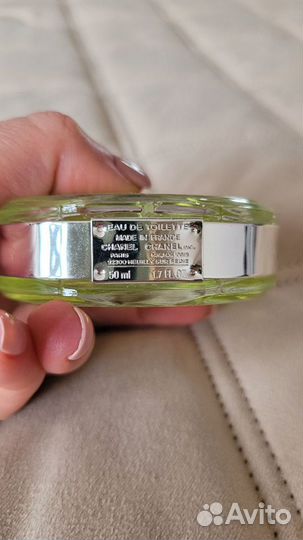 EAU DE TOILETTE
MADE IN FRANCE
CHANEL CHANEL INC.
PARIS
92200 NEUILLY SUR SEINE
50 ml 1.7 FL.OZ
Avito